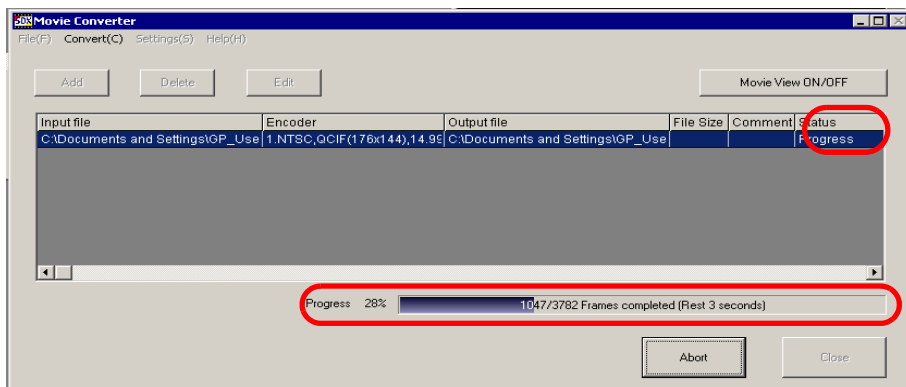 SDX Movie Converter
File(F) Convert(C) Settings(S) Help(H)
Add Delete Edit Movie View ON/OFF
Input file Encoder Output file File Size Comment Status
C:\Documents and Settings\GP_Use 1.NTSC,QCIF(176x144),14.99 C:\Documents and Settings\GP_Use Progress
Progress 28% 1047/3782 Frames completed (Rest 3 seconds)
Abort Close